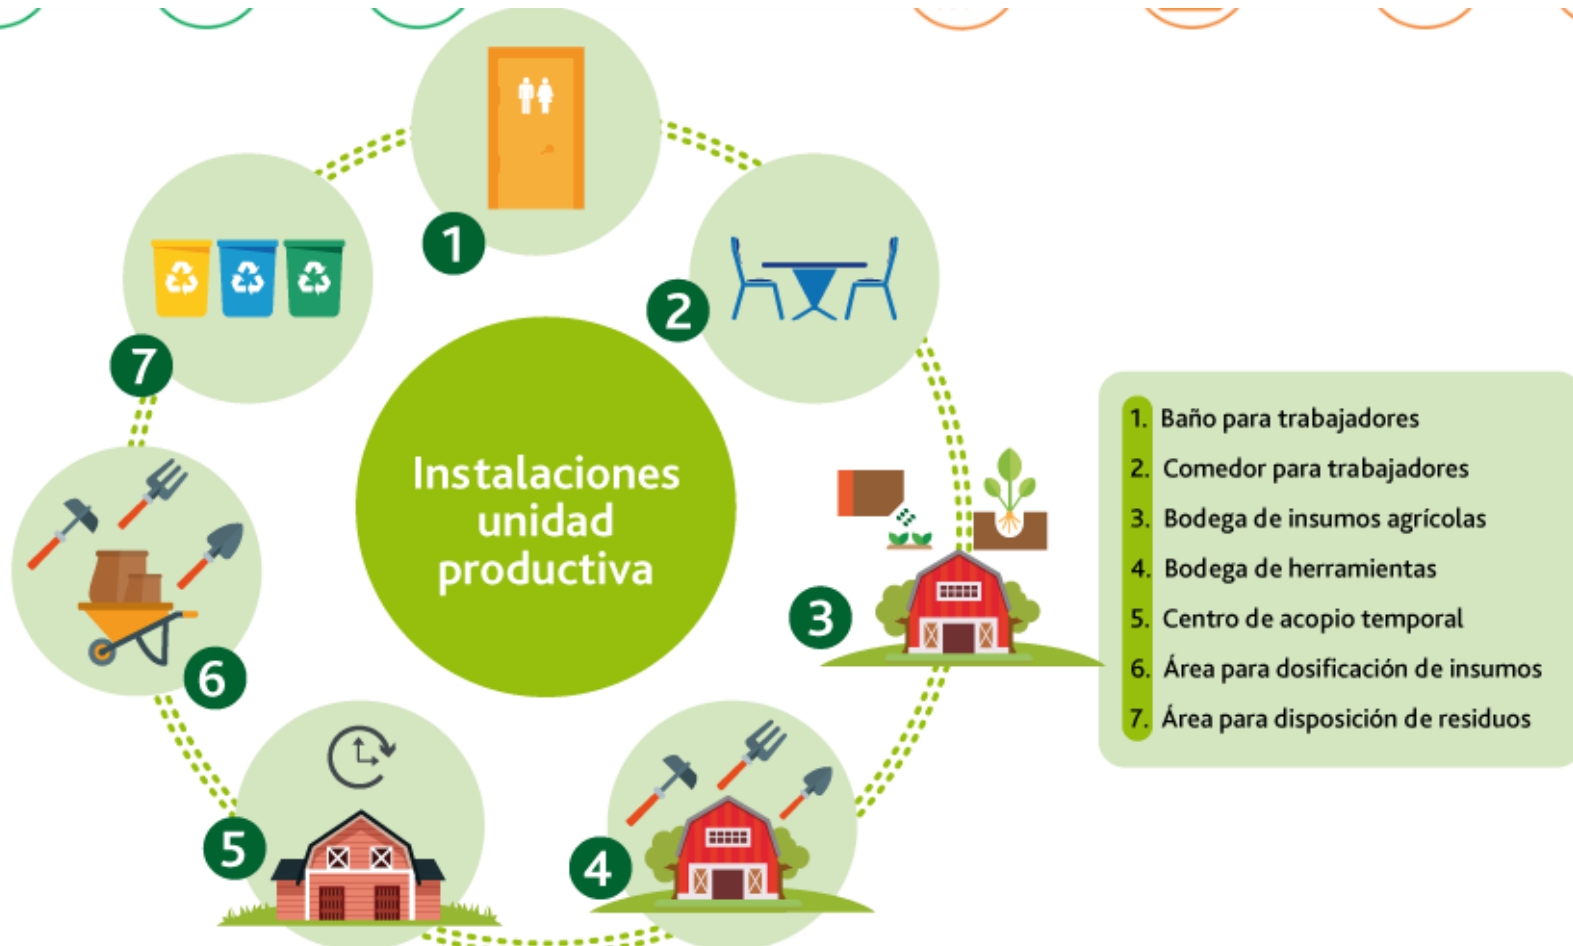 1
2
7
Instalaciones
unidad
productiva
3
6
5
4
1. Baño para trabajadores
2. Comedor para trabajadores
3. Bodega de insumos agrícolas
4. Bodega de herramientas
5. Centro de acopio temporal
6. Área para dosificación de insumos
7. Área para disposición de residuos